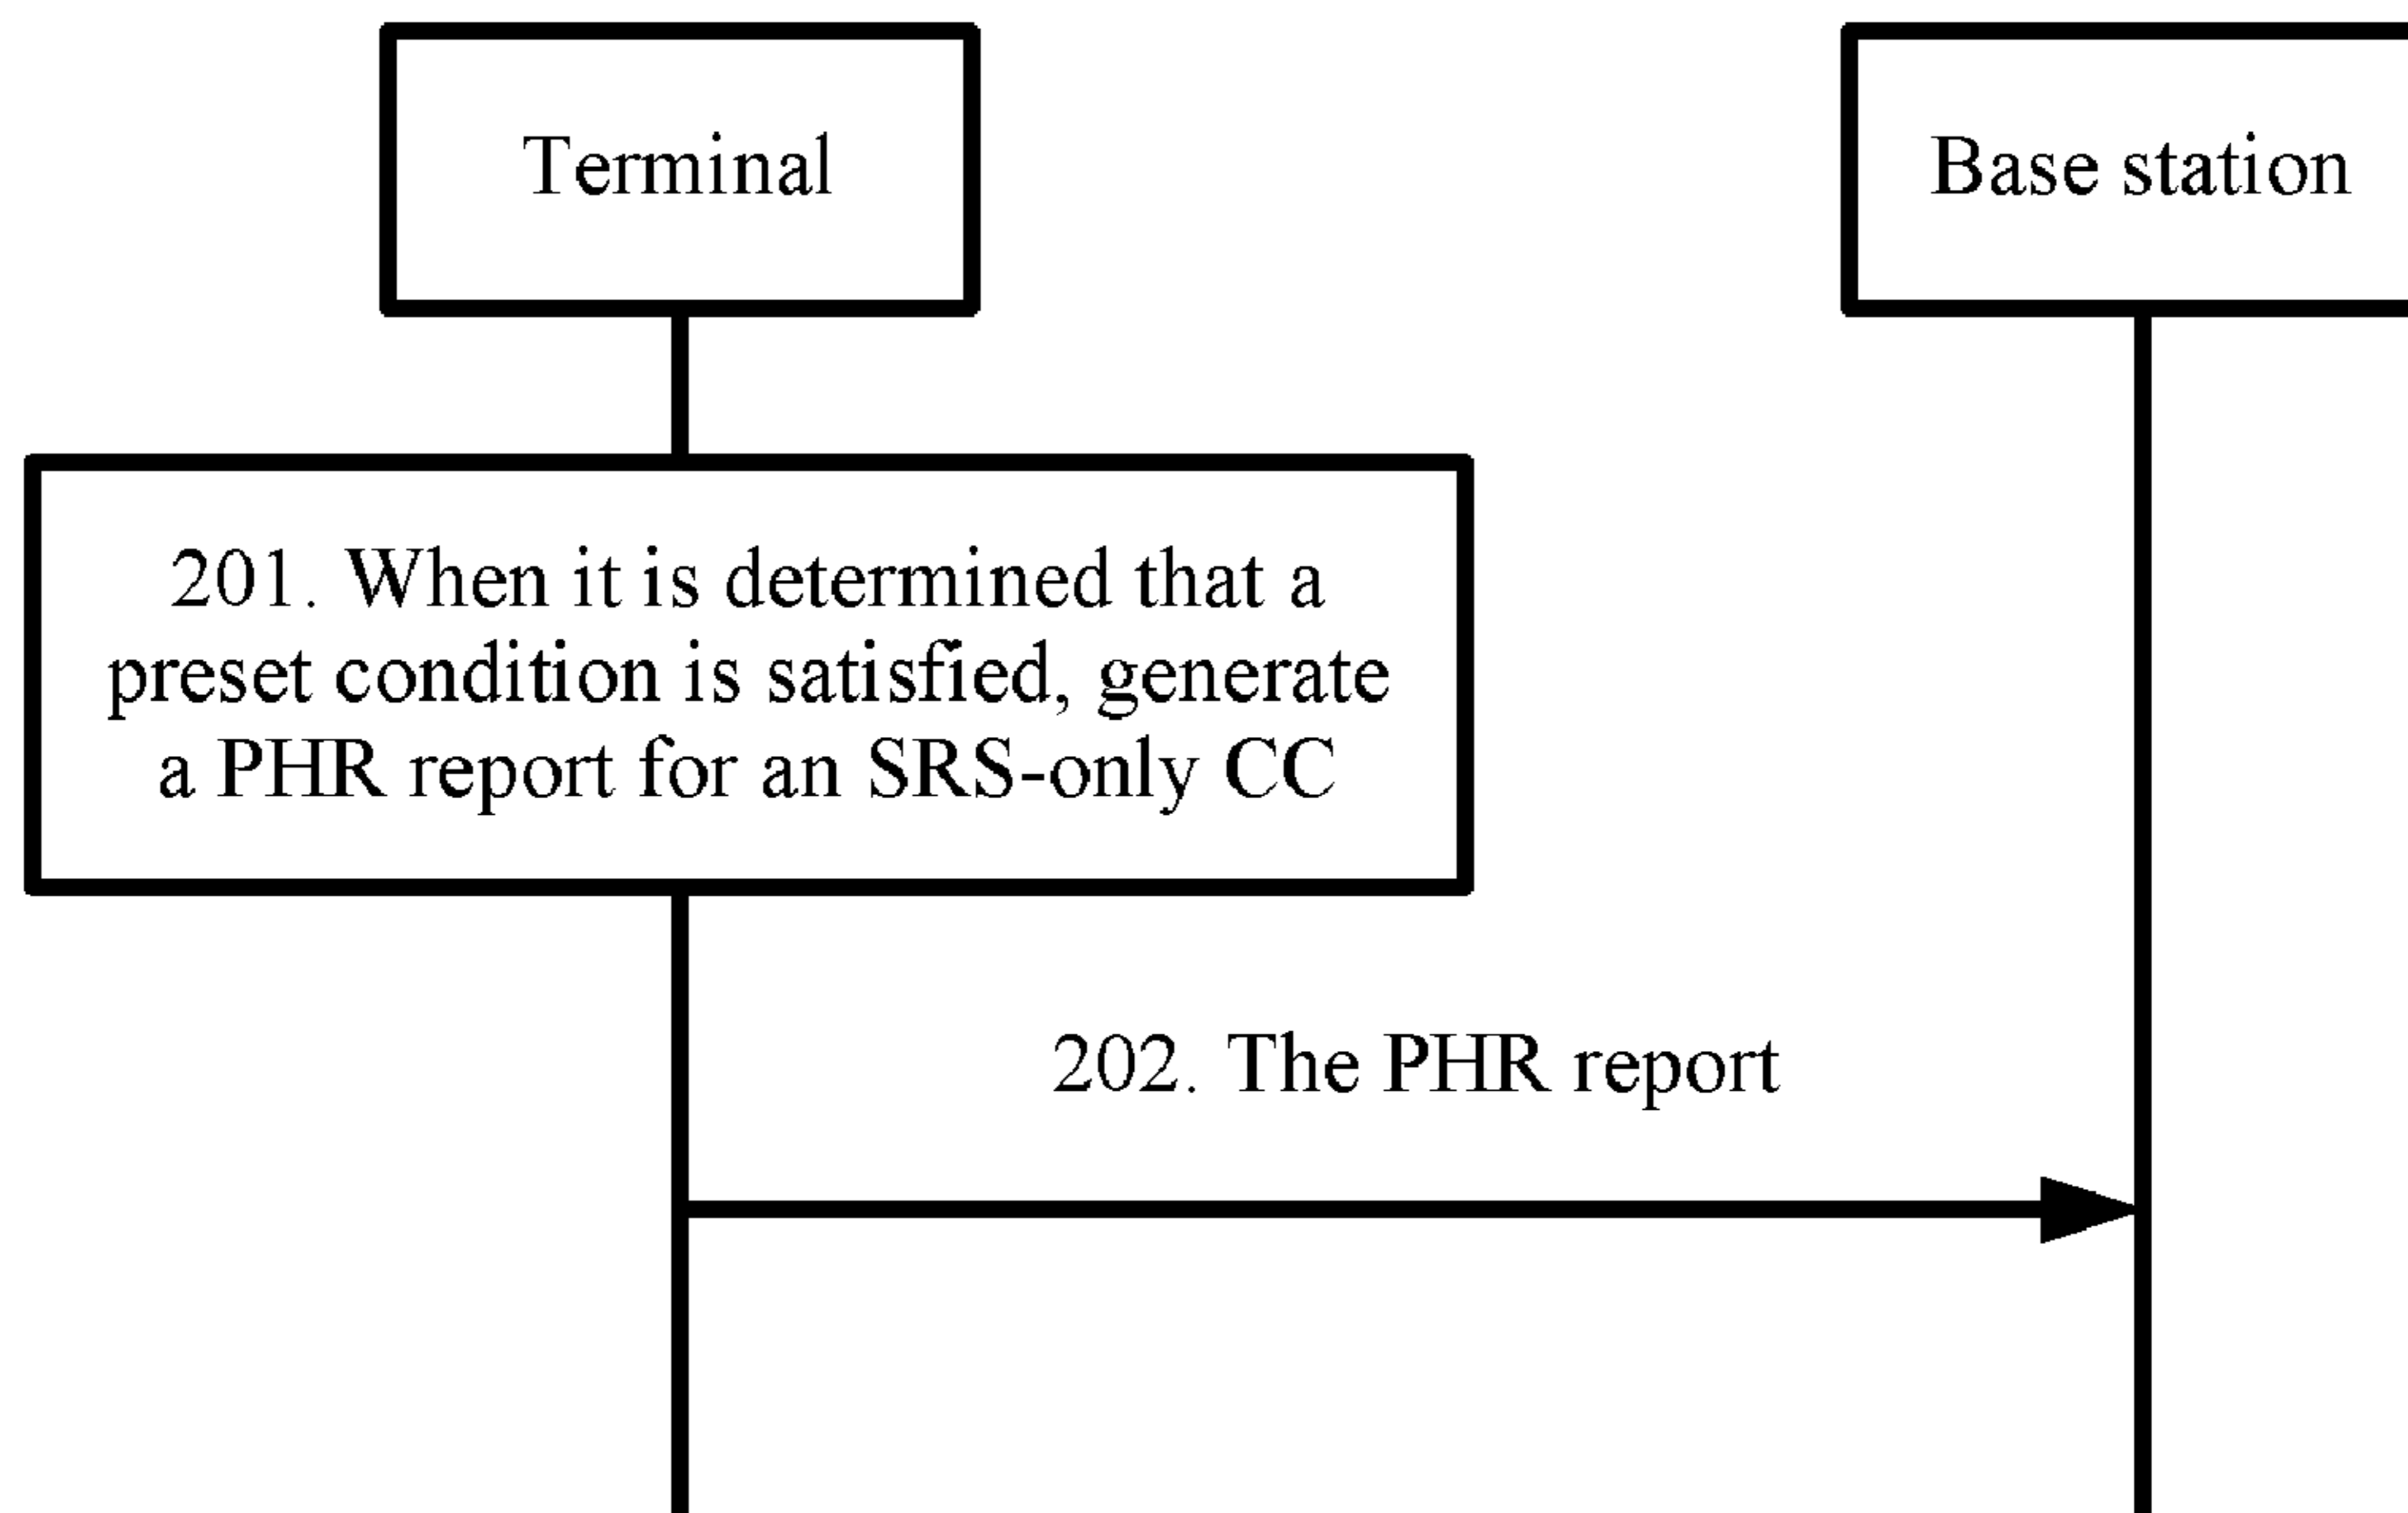 Terminal
Base station
201. When it is determined that a
preset condition is satisfied, generate
a PHR report for an SRS-only CC
202. The PHR report